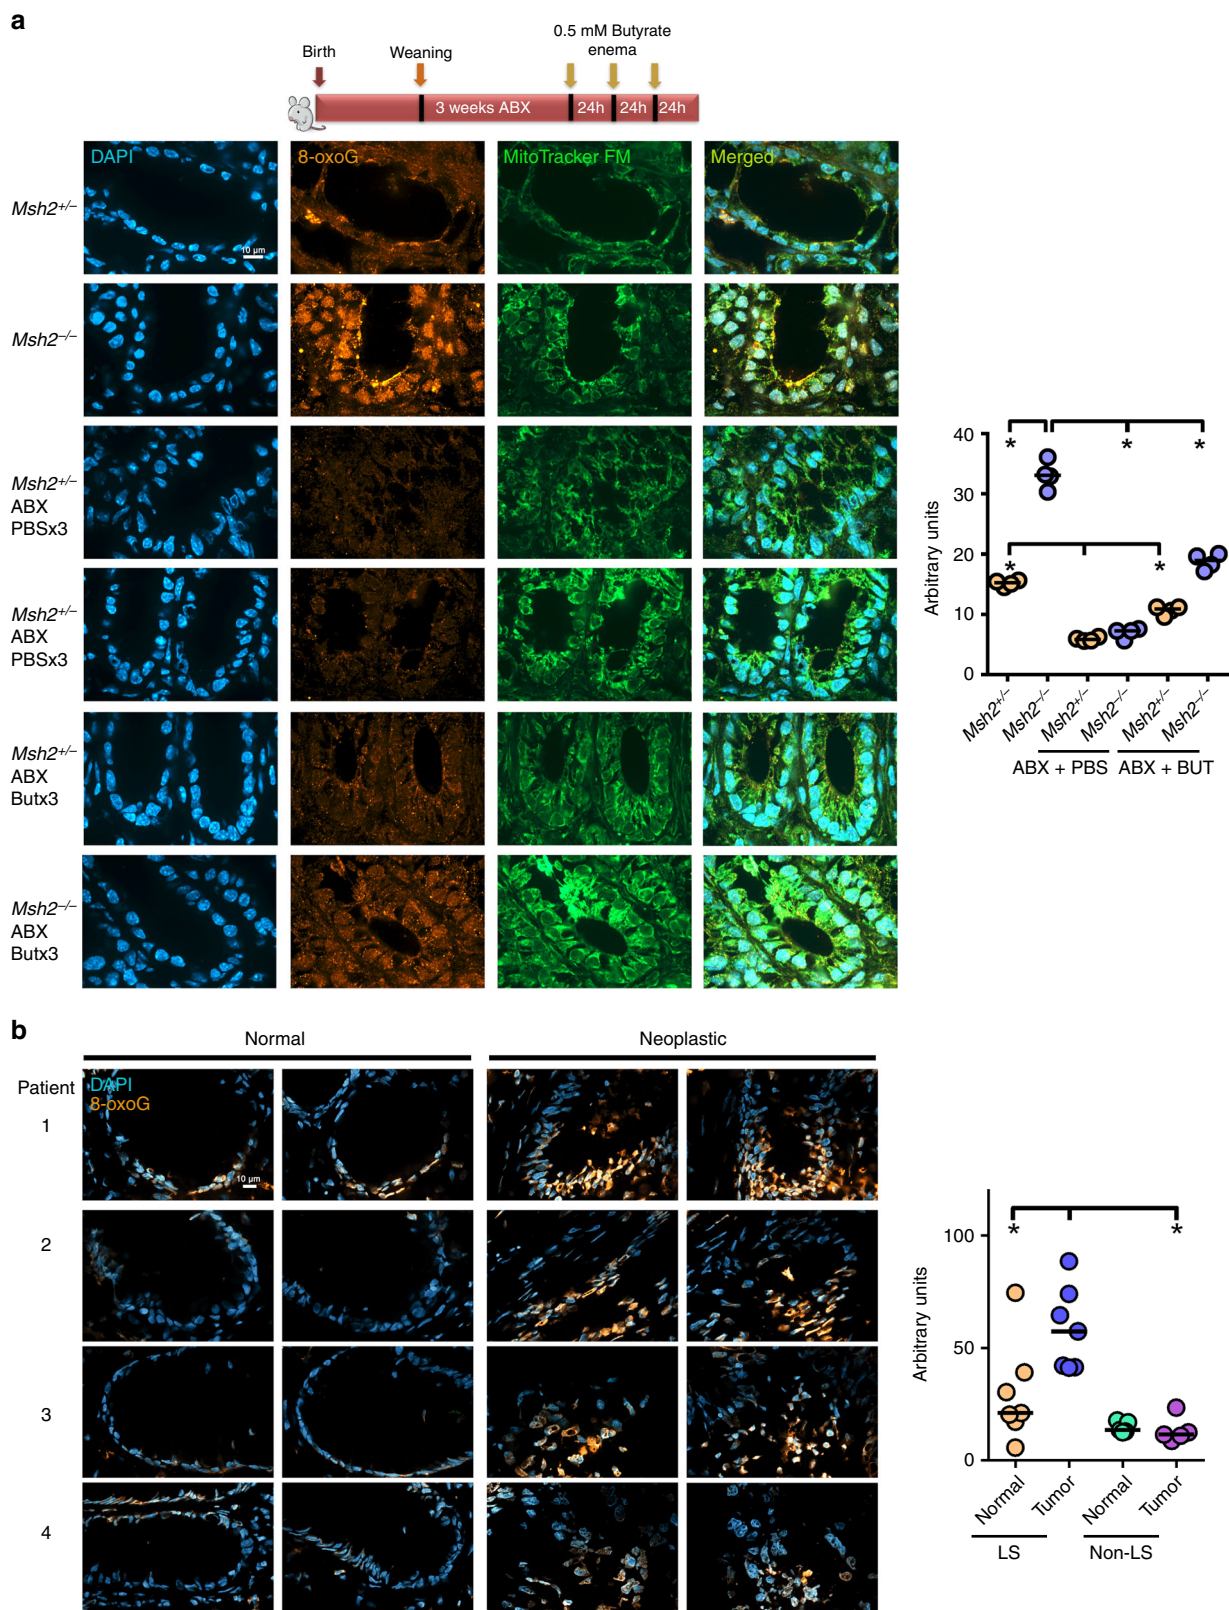 a
0.5 mM Butyrate
enema
Birth
Weaning
3 weeks ABX
24h
24h
24h
DAPI
8-oxoG
MitoTracker FM
Merged
Msh2+/–
10 µm
Msh2–/–
Msh2+/–
ABX
PBSx3
Msh2+/–
ABX
PBSx3
Msh2+/–
ABX
Butx3
Msh2–/–
ABX
Butx3
Arbitrary units
40
30
20
10
0
*
*
*
*
*
Msh2+/–
Msh2–/–
Msh2+/–
Msh2–/–
Msh2+/–
Msh2–/–
ABX + PBS
ABX + BUT
b
Normal
Neoplastic
Patient
DAPI
8-oxoG
1
10 µm
2
3
4
Arbitrary units
100
50
0
*
*
Normal
Tumor
Normal
Tumor
LS
Non-LS